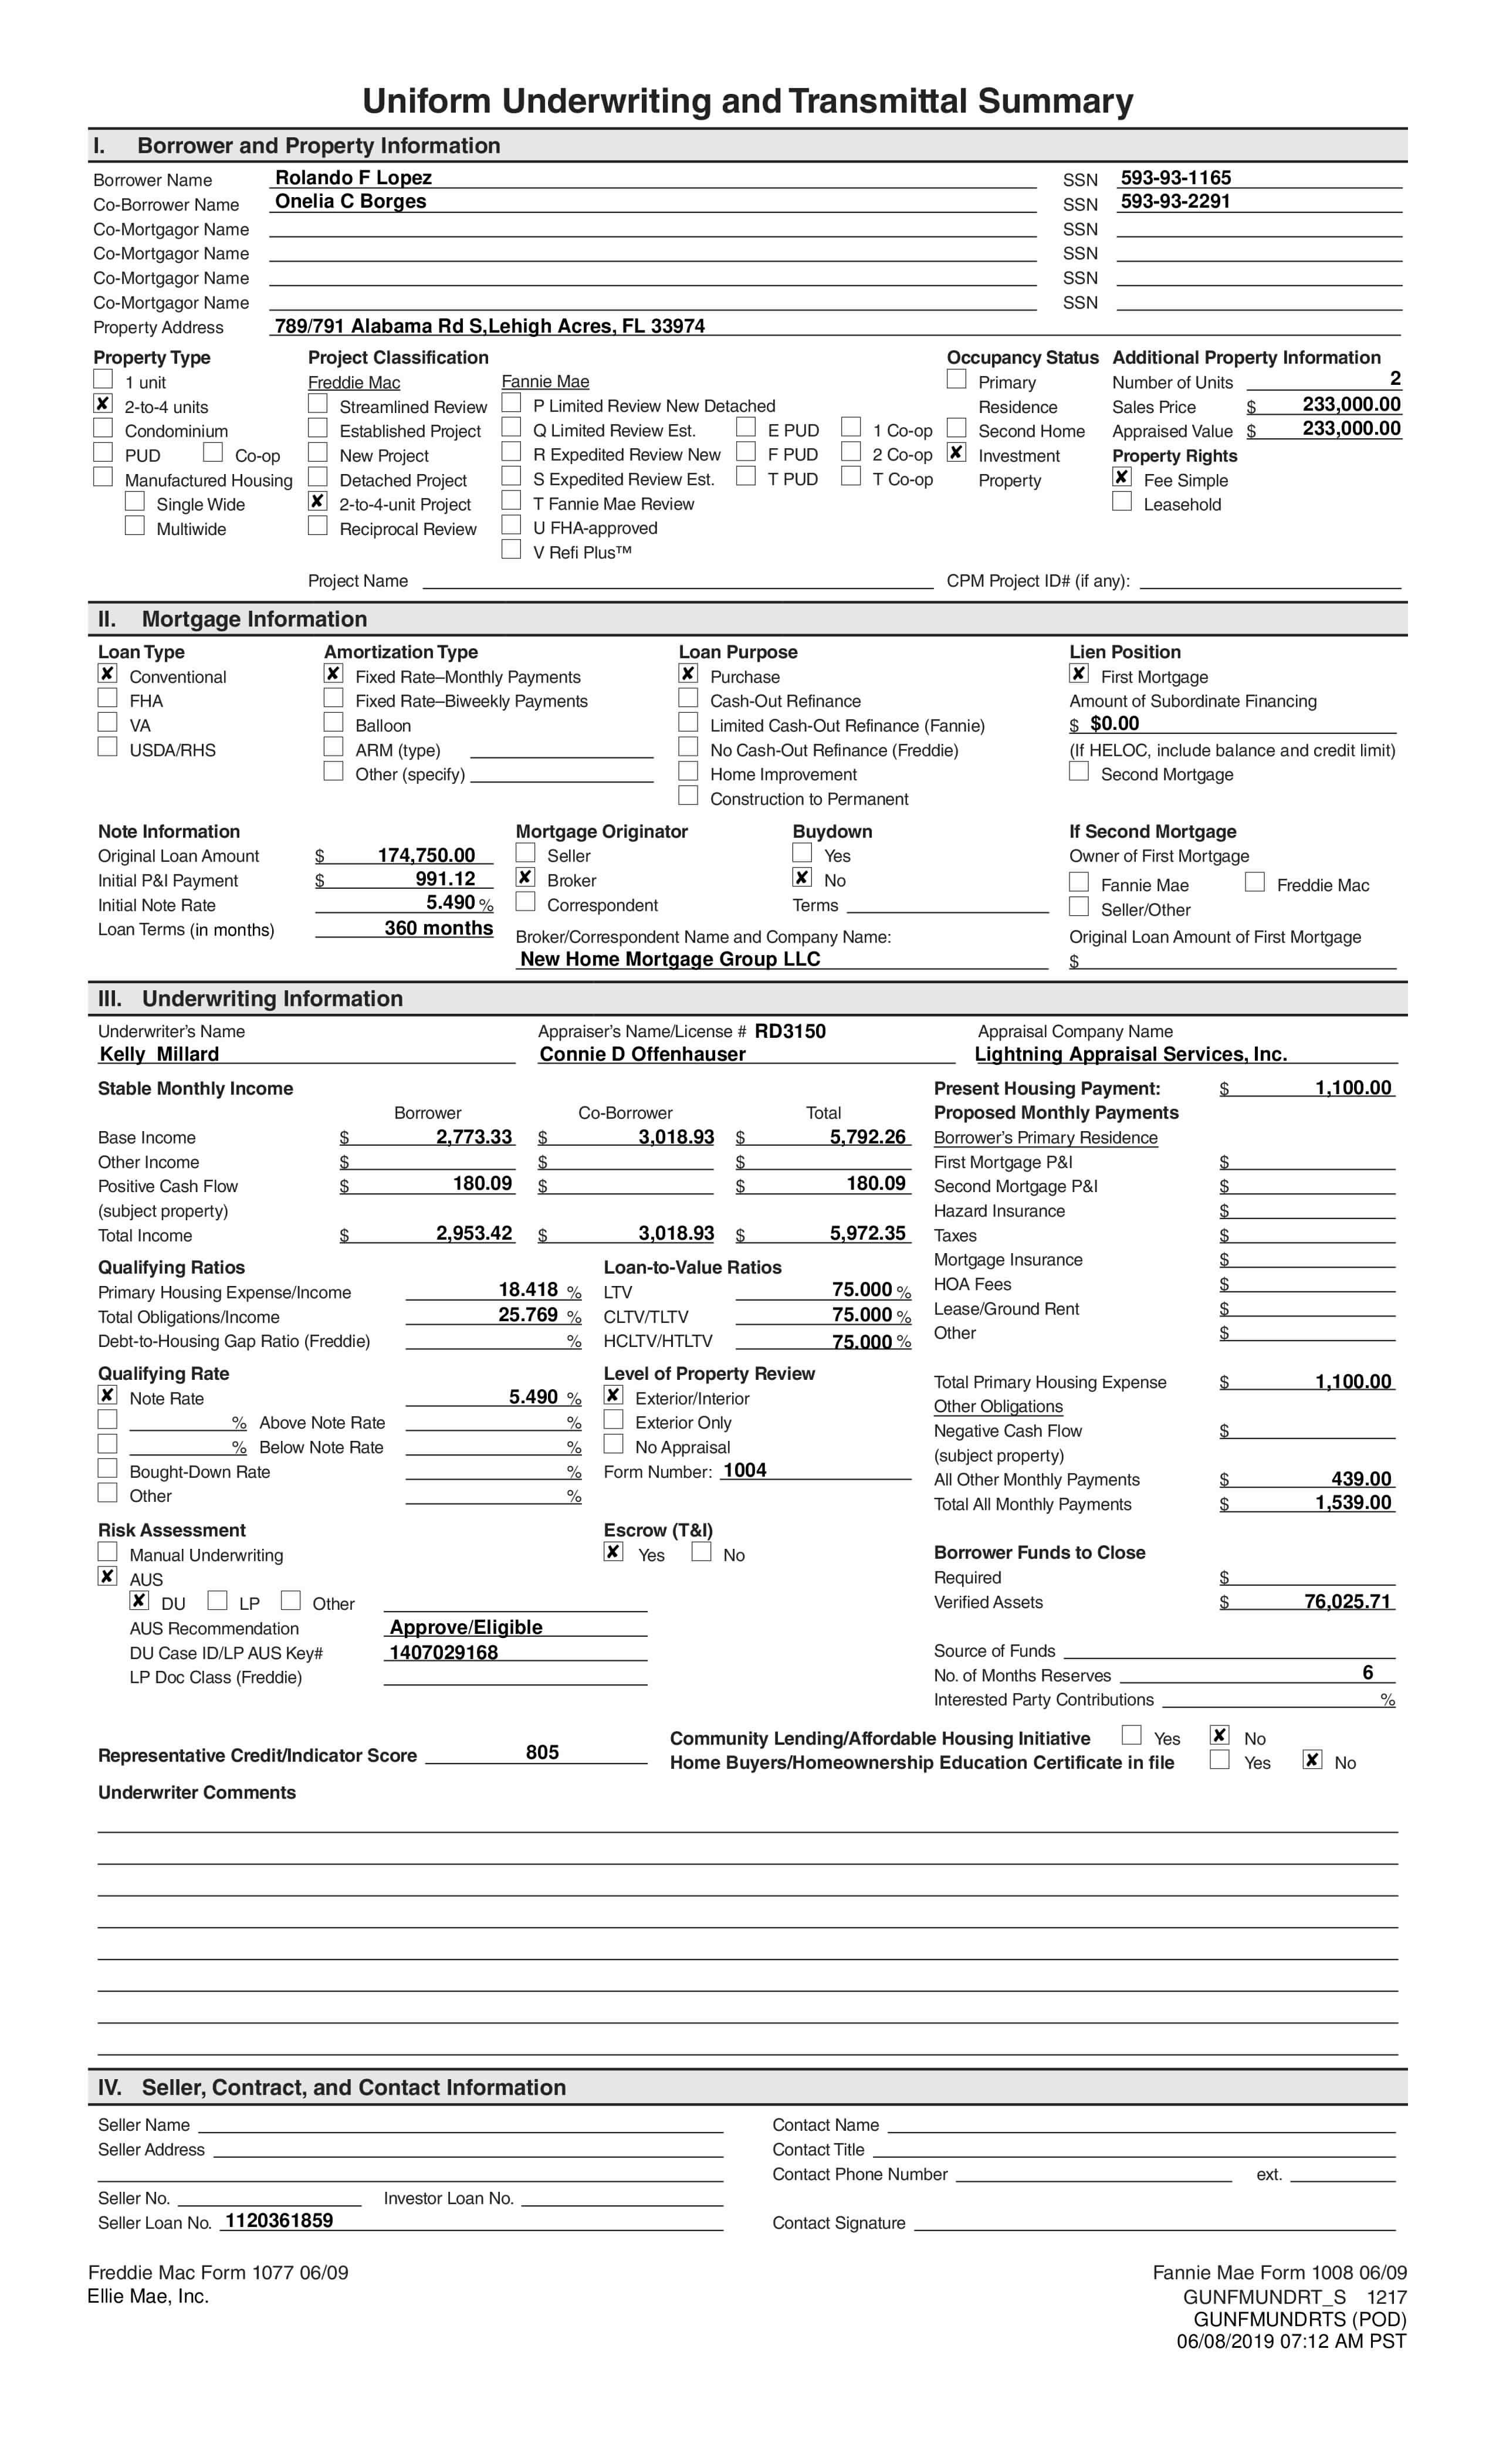 Uniform Underwriting and Transmittal Summary
I. Borrower and Property Information
Borrower Name Rolando F Lopez SSN 593-93-1165
Co-Borrower Name Onelia C Borges SSN 593-93-2291
Co-Mortgagor Name SSN
Co-Mortgagor Name SSN
Co-Mortgagor Name SSN
Co-Mortgagor Name SSN
Property Address 789/791 Alabama Rd S,Lehigh Acres, FL 33974
Property Type Project Classification Occupancy Status Additional Property Information
1 unit Freddie Mac Fannie Mae Primary Number of Units 2
✘ 2-to-4 units Streamlined Review P Limited Review New Detached Residence Sales Price $ 233,000.00
Condominium Established Project Q Limited Review Est. E PUD 1 Co-op Second Home Appraised Value $ 233,000.00
PUD Co-op New Project R Expedited Review New F PUD 2 Co-op ✘ Investment Property Rights
Manufactured Housing Detached Project S Expedited Review Est. T PUD T Co-op Property ✘ Fee Simple
Single Wide ✘ 2-to-4-unit Project T Fannie Mae Review Leasehold
Multiwide Reciprocal Review U FHA-approved
V Refi Plus™
Project Name CPM Project ID# (if any):
II. Mortgage Information
Loan Type Amortization Type Loan Purpose Lien Position
✘ Conventional ✘ Fixed Rate–Monthly Payments ✘ Purchase ✘ First Mortgage
FHA Fixed Rate–Biweekly Payments Cash-Out Refinance Amount of Subordinate Financing
VA Balloon Limited Cash-Out Refinance (Fannie) $ $0.00
USDA/RHS ARM (type) No Cash-Out Refinance (Freddie) (If HELOC, include balance and credit limit)
Other (specify) Home Improvement Second Mortgage
Construction to Permanent
Note Information Mortgage Originator Buydown If Second Mortgage
Original Loan Amount $ 174,750.00 Seller Yes Owner of First Mortgage
Initial P&I Payment $ 991.12 ✘ Broker ✘ No Fannie Mae Freddie Mac
Initial Note Rate 5.490 % Correspondent Terms Seller/Other
Loan Terms (in months) 360 months Broker/Correspondent Name and Company Name: Original Loan Amount of First Mortgage
New Home Mortgage Group LLC $
III. Underwriting Information
Underwriter's Name Appraiser's Name/License # RD3150 Appraisal Company Name
Kelly Millard Connie D Offenhauser Lightning Appraisal Services, Inc.
Stable Monthly Income Present Housing Payment: $ 1,100.00
Borrower Co-Borrower Total Proposed Monthly Payments
Base Income $ 2,773.33 $ 3,018.93 $ 5,792.26 Borrower's Primary Residence
Other Income $ $ $ First Mortgage P&I $
Positive Cash Flow $ 180.09 $ $ 180.09 Second Mortgage P&I $
(subject property) Hazard Insurance $
Total Income $ 2,953.42 $ 3,018.93 $ 5,972.35 Taxes $
Qualifying Ratios Loan-to-Value Ratios Mortgage Insurance $
Primary Housing Expense/Income 18.418 % LTV 75.000 % HOA Fees $
Total Obligations/Income 25.769 % CLTV/TLTV 75.000 % Lease/Ground Rent $
Debt-to-Housing Gap Ratio (Freddie) % HCLTV/HTLTV 75.000 % Other $
Qualifying Rate Level of Property Review Total Primary Housing Expense $ 1,100.00
✘ Note Rate 5.490 % ✘ Exterior/Interior Other Obligations
% Above Note Rate % Exterior Only Negative Cash Flow $
% Below Note Rate % No Appraisal (subject property)
Bought-Down Rate % Form Number: 1004 All Other Monthly Payments $ 439.00
Other % Total All Monthly Payments $ 1,539.00
Risk Assessment Escrow (T&I)
Manual Underwriting ✘ Yes No Borrower Funds to Close
✘ AUS Required $
✘ DU LP Other Verified Assets $ 76,025.71
AUS Recommendation Approve/Eligible
DU Case ID/LP AUS Key# 1407029168 Source of Funds
LP Doc Class (Freddie) No. of Months Reserves 6
Interested Party Contributions %
Community Lending/Affordable Housing Initiative Yes ✘ No
Representative Credit/Indicator Score 805 Home Buyers/Homeownership Education Certificate in file Yes ✘ No
Underwriter Comments
IV. Seller, Contract, and Contact Information
Seller Name Contact Name
Seller Address Contact Title
Contact Phone Number ext.
Seller No. Investor Loan No.
Seller Loan No. 1120361859 Contact Signature
Freddie Mac Form 1077 06/09 Fannie Mae Form 1008 06/09
Ellie Mae, Inc. GUNFMUNDRT_S 1217
GUNFMUNDRTS (POD)
06/08/2019 07:12 AM PST